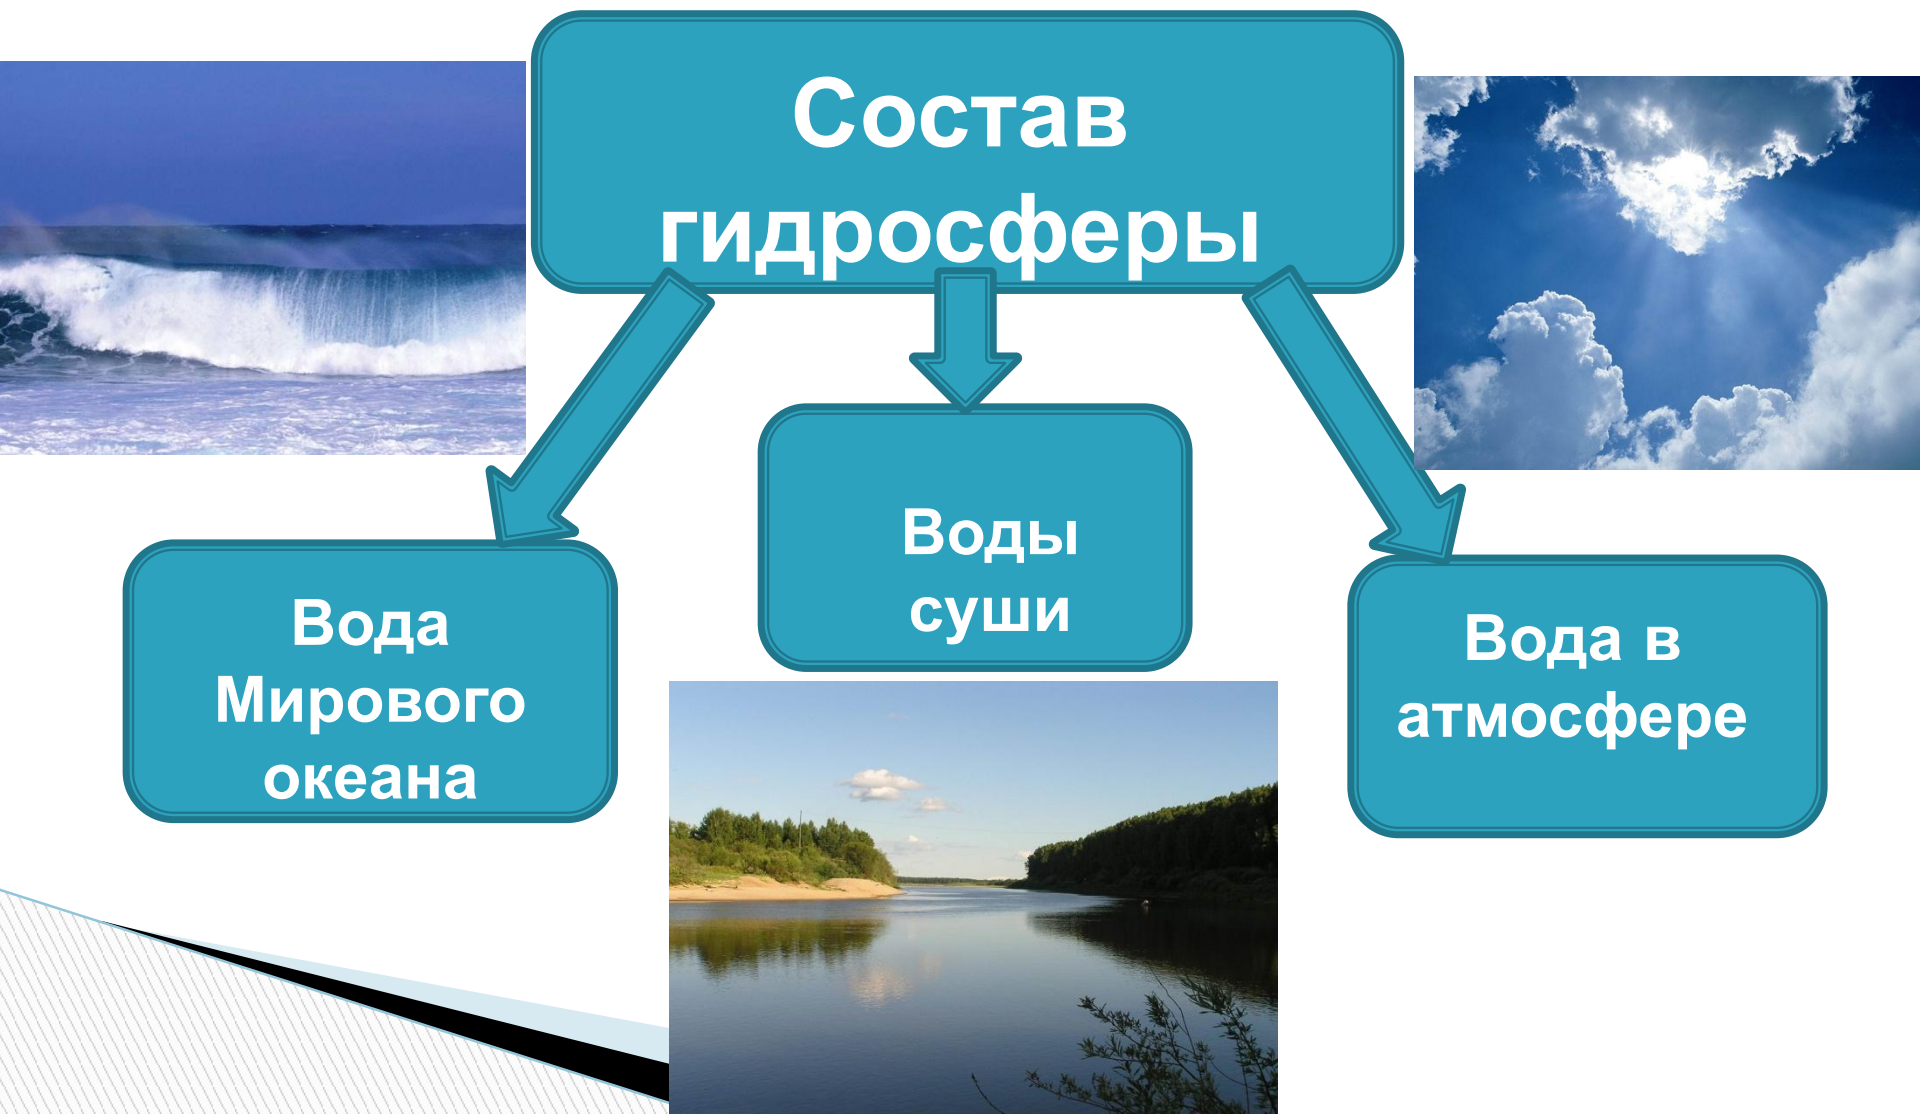 Состав
гидросферы
Вода
Мирового
океана
Воды
суши
Вода в
атмосфере